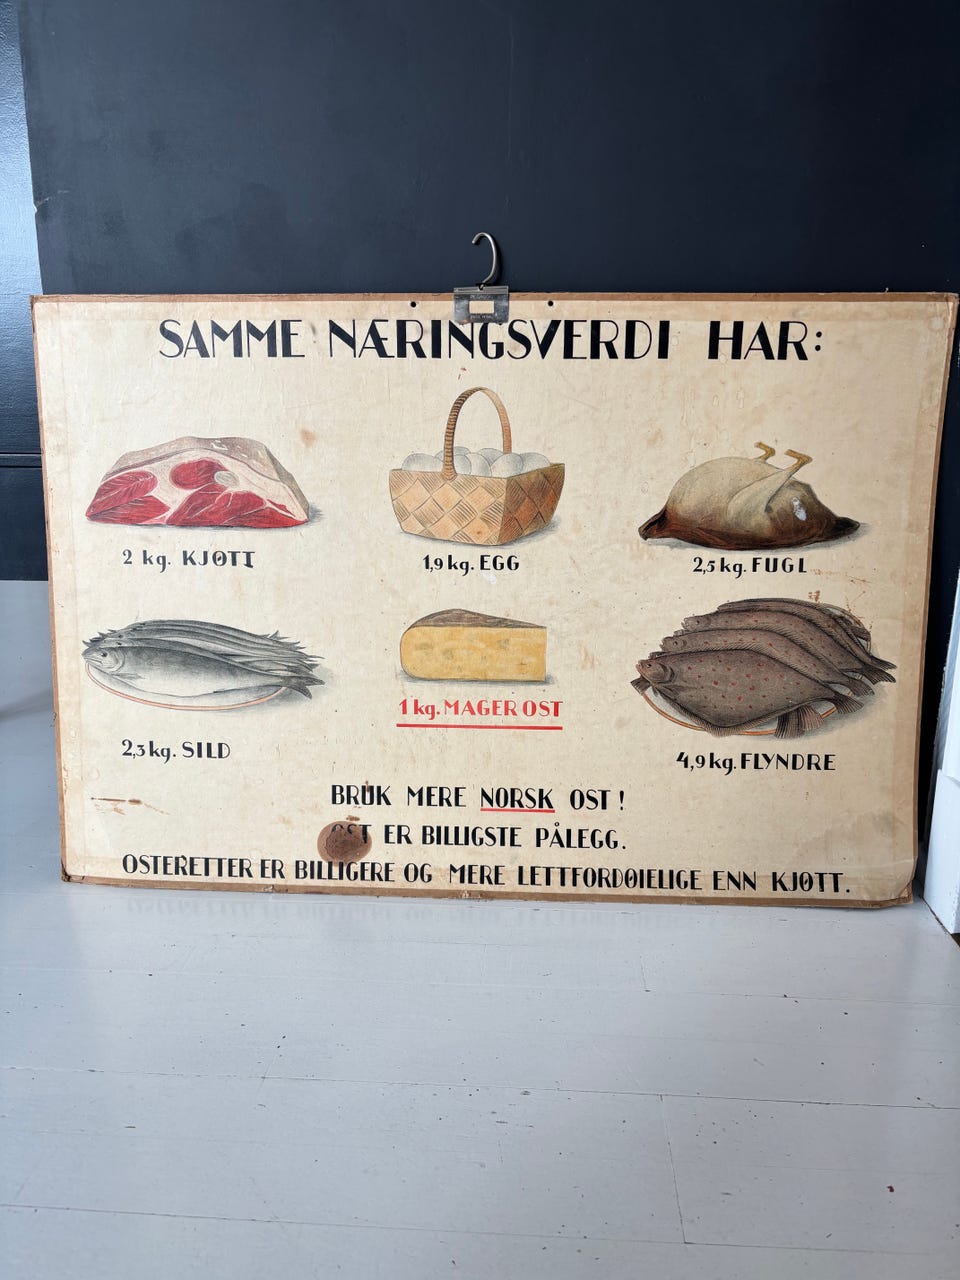 SAMME NÆRINGSVERDI HAR:
2 kg. KJØTT
1,9 kg. EGG
2,5 kg. FUGL
2,3 kg. SILD
1 kg. MAGER OST
4,9 kg. FLYNDRE
BRUK MERE NORSK OST!
OST ER BILLIGSTE PÅLEGG.
OSTERETTER ER BILLIGERE OG MERE LETTFORDØIELIGE ENN KJØTT.